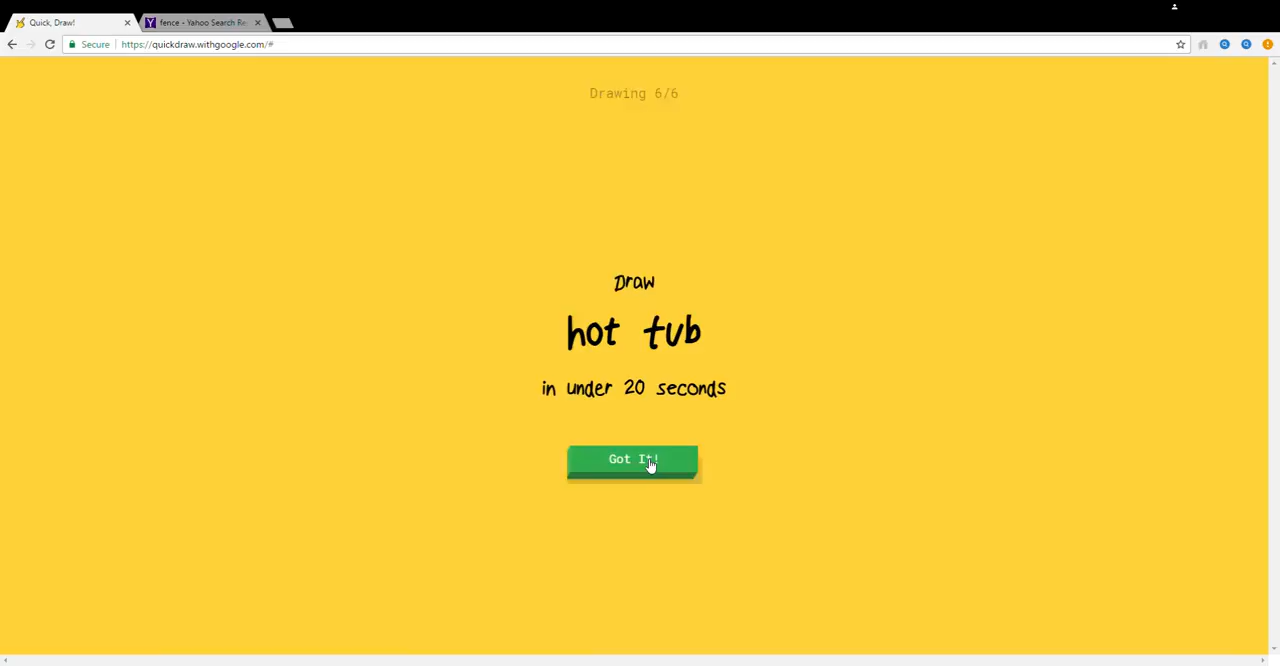 Quick, Draw!
fence - Yahoo Search Re
Secure
https://quickdraw.withgoogle.com/#
Drawing 6/6
Draw
hot tub
in under 20 seconds
Got It!